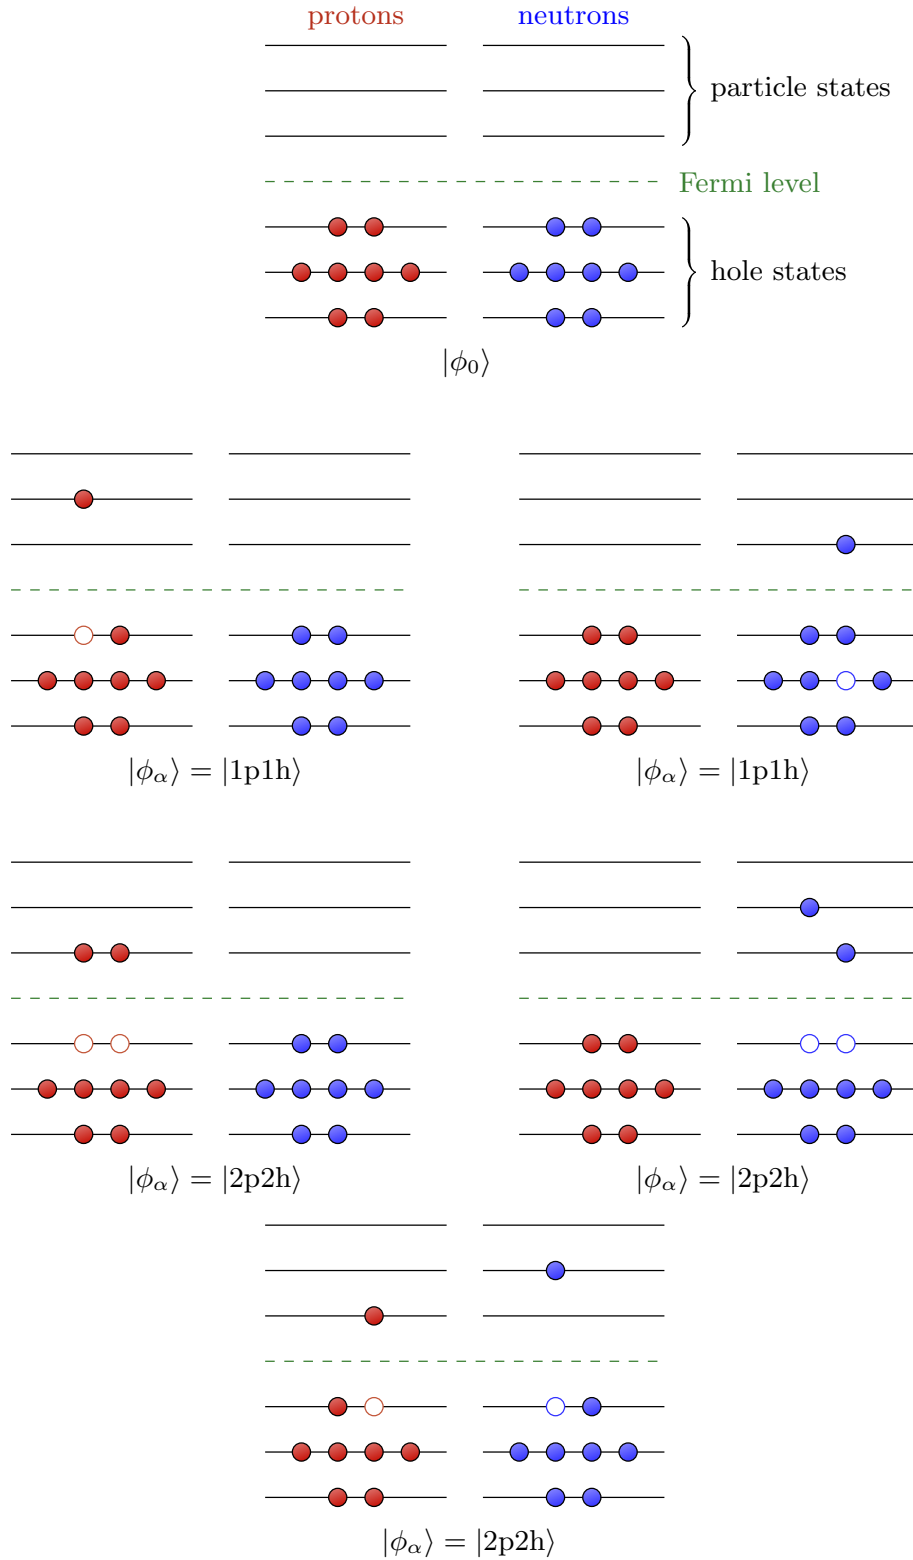 protons neutrons
particle states
Fermi level
hole states
|ϕ₀⟩
|ϕ_α⟩ = |1p1h⟩ |ϕ_α⟩ = |1p1h⟩
|ϕ_α⟩ = |2p2h⟩ |ϕ_α⟩ = |2p2h⟩
|ϕ_α⟩ = |2p2h⟩